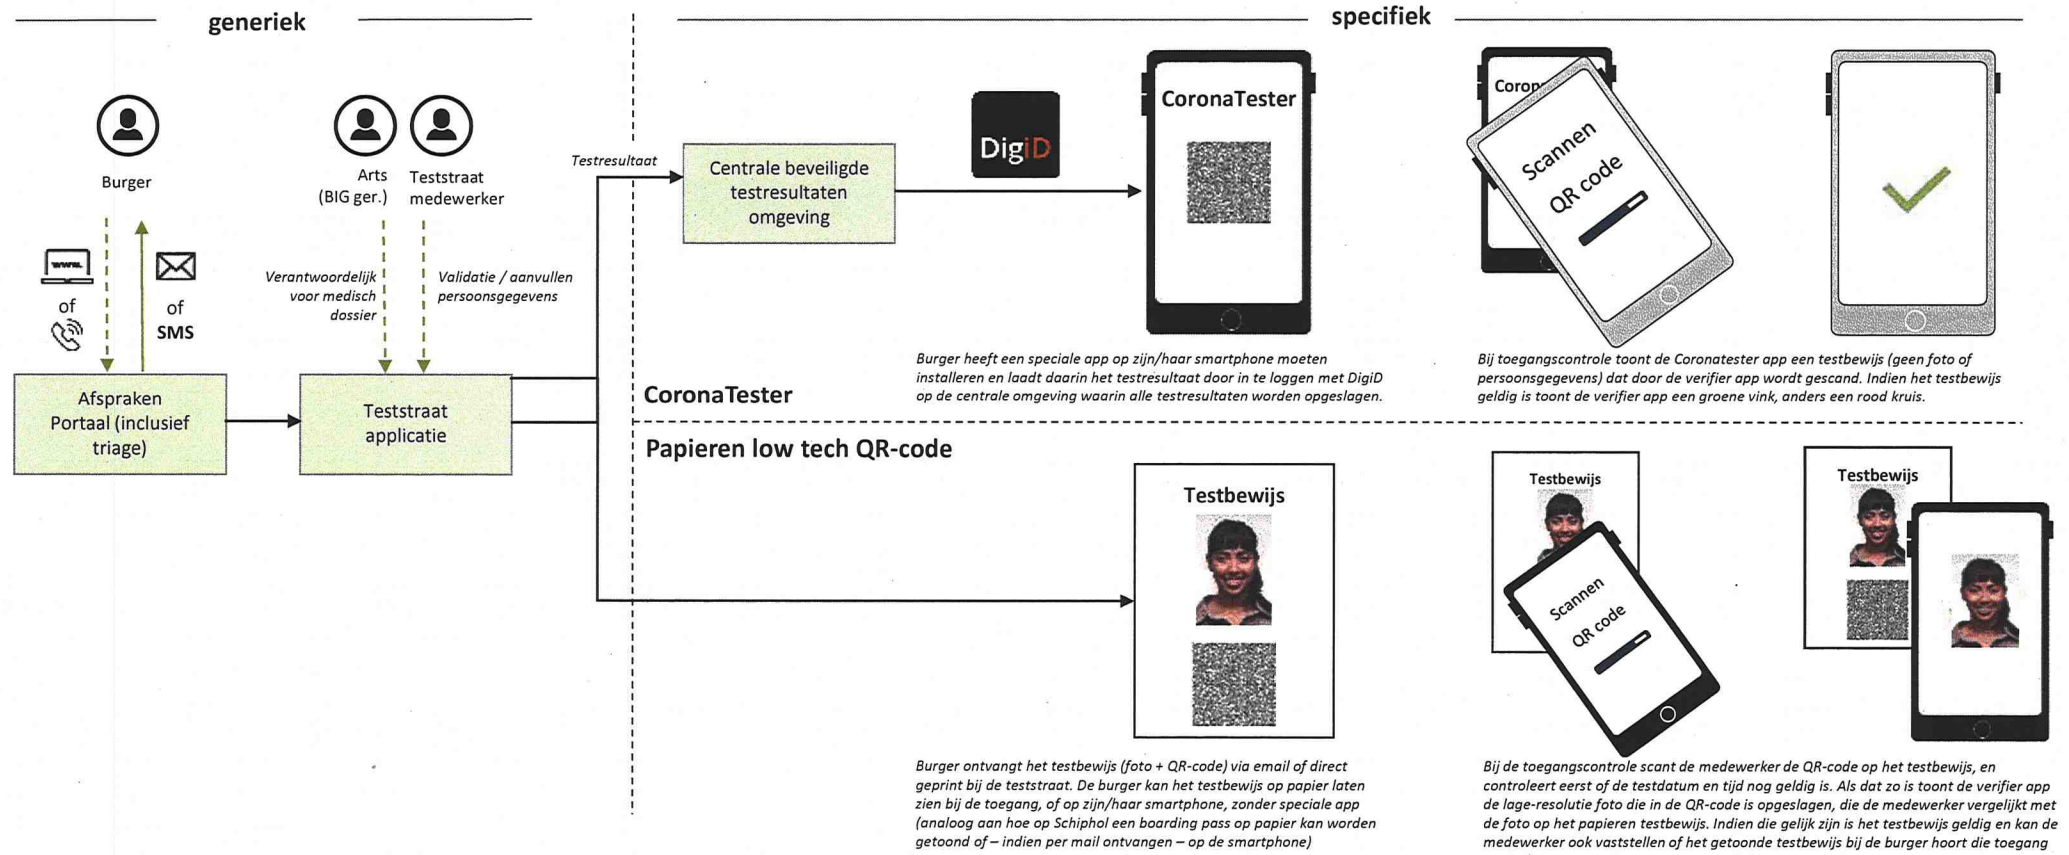 generiek
specifiek
Burger
www.
of
of
SMS
Afspraken
Portaal (inclusief
triage)
Arts
(BIG ger.)
Teststraat
medewerker
Verantwoordelijk
voor medisch
dossier
Validatie / aanvullen
persoonsgegevens
Teststraat
applicatie
Testresultaat
Centrale beveiligde
testresultaten
omgeving
DigiD
CoronaTester
Coron
Scannen
QR code
Burger heeft een speciale app op zijn/haar smartphone moeten
installeren en laadt daarin het testresultaat door in te loggen met DigiD
op de centrale omgeving waarin alle testresultaten worden opgeslagen.
Bij toegangscontrole toont de Coronatester app een testbewijs (geen foto of
persoonsgegevens) dat door de verifier app wordt gescand. Indien het testbewijs
geldig is toont de verifier app een groene vink, anders een rood kruis.
CoronaTester
Papieren low tech QR-code
Testbewijs
Testbewijs
Scannen
QR code
Testbewijs
Burger ontvangt het testbewijs (foto + QR-code) via email of direct
geprint bij de teststraat. De burger kan het testbewijs op papier laten
zien bij de toegang, of op zijn/haar smartphone, zonder speciale app
(analoog aan hoe op Schiphol een boarding pass op papier kan worden
getoond of – indien per mail ontvangen – op de smartphone)
Bij de toegangscontrole scant de medewerker de QR-code op het testbewijs, en
controleert eerst of de testdatum en tijd nog geldig is. Als dat zo is toont de verifier app
de lage-resolutie foto die in de QR-code is opgeslagen, die de medewerker vergelijkt met
de foto op het papieren testbewijs. Indien die gelijk zijn is het testbewijs geldig en kan de
medewerker ook vaststellen of het getoonde testbewijs bij de burger hoort die toegang